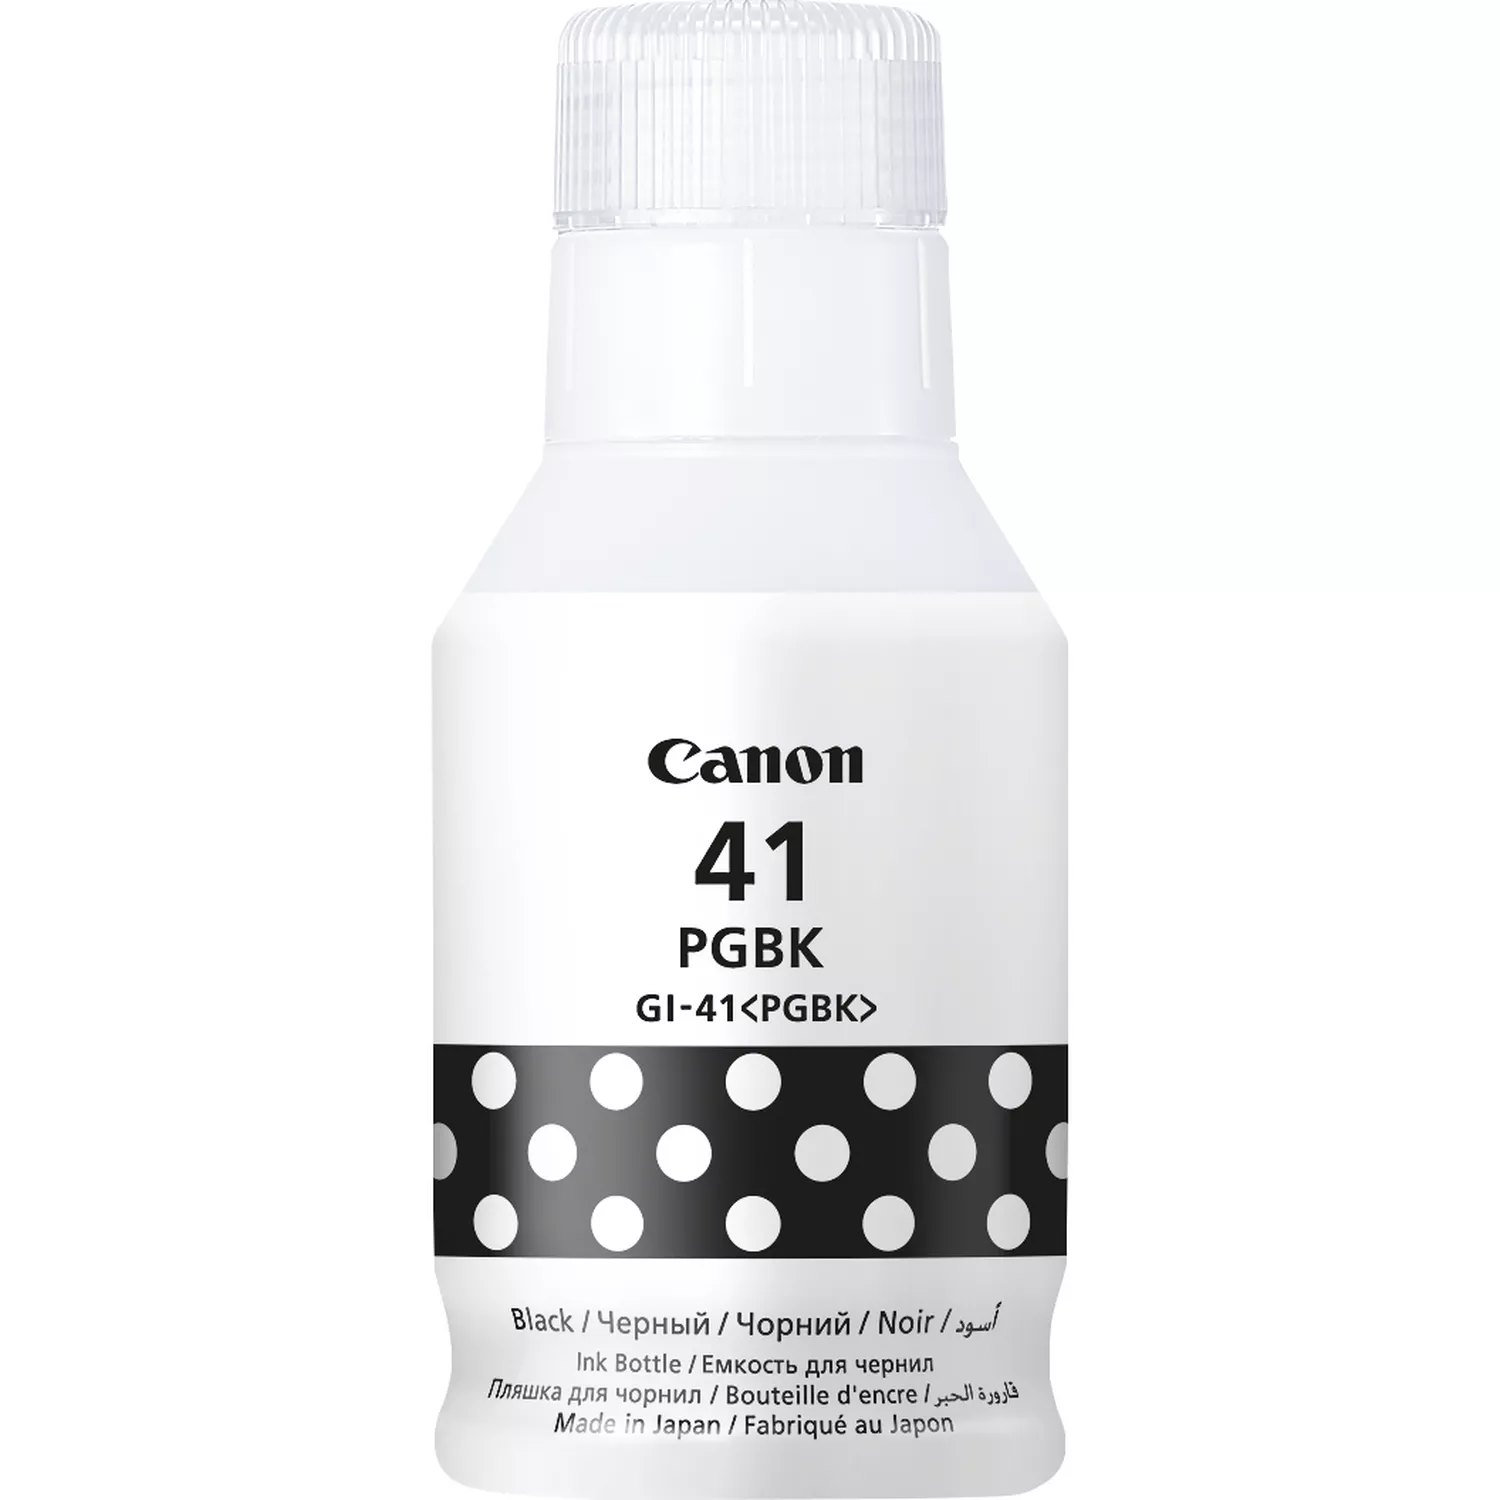 Canon
41
PGBK
GI-41<PGBK>
Black / Черный / Чорний / Noir / أسود
Ink Bottle / Емкость для чернил
Пляшка для чорнил / Bouteille d'encre / قارورة الحبر
Made in Japan / Fabriqué au Japon